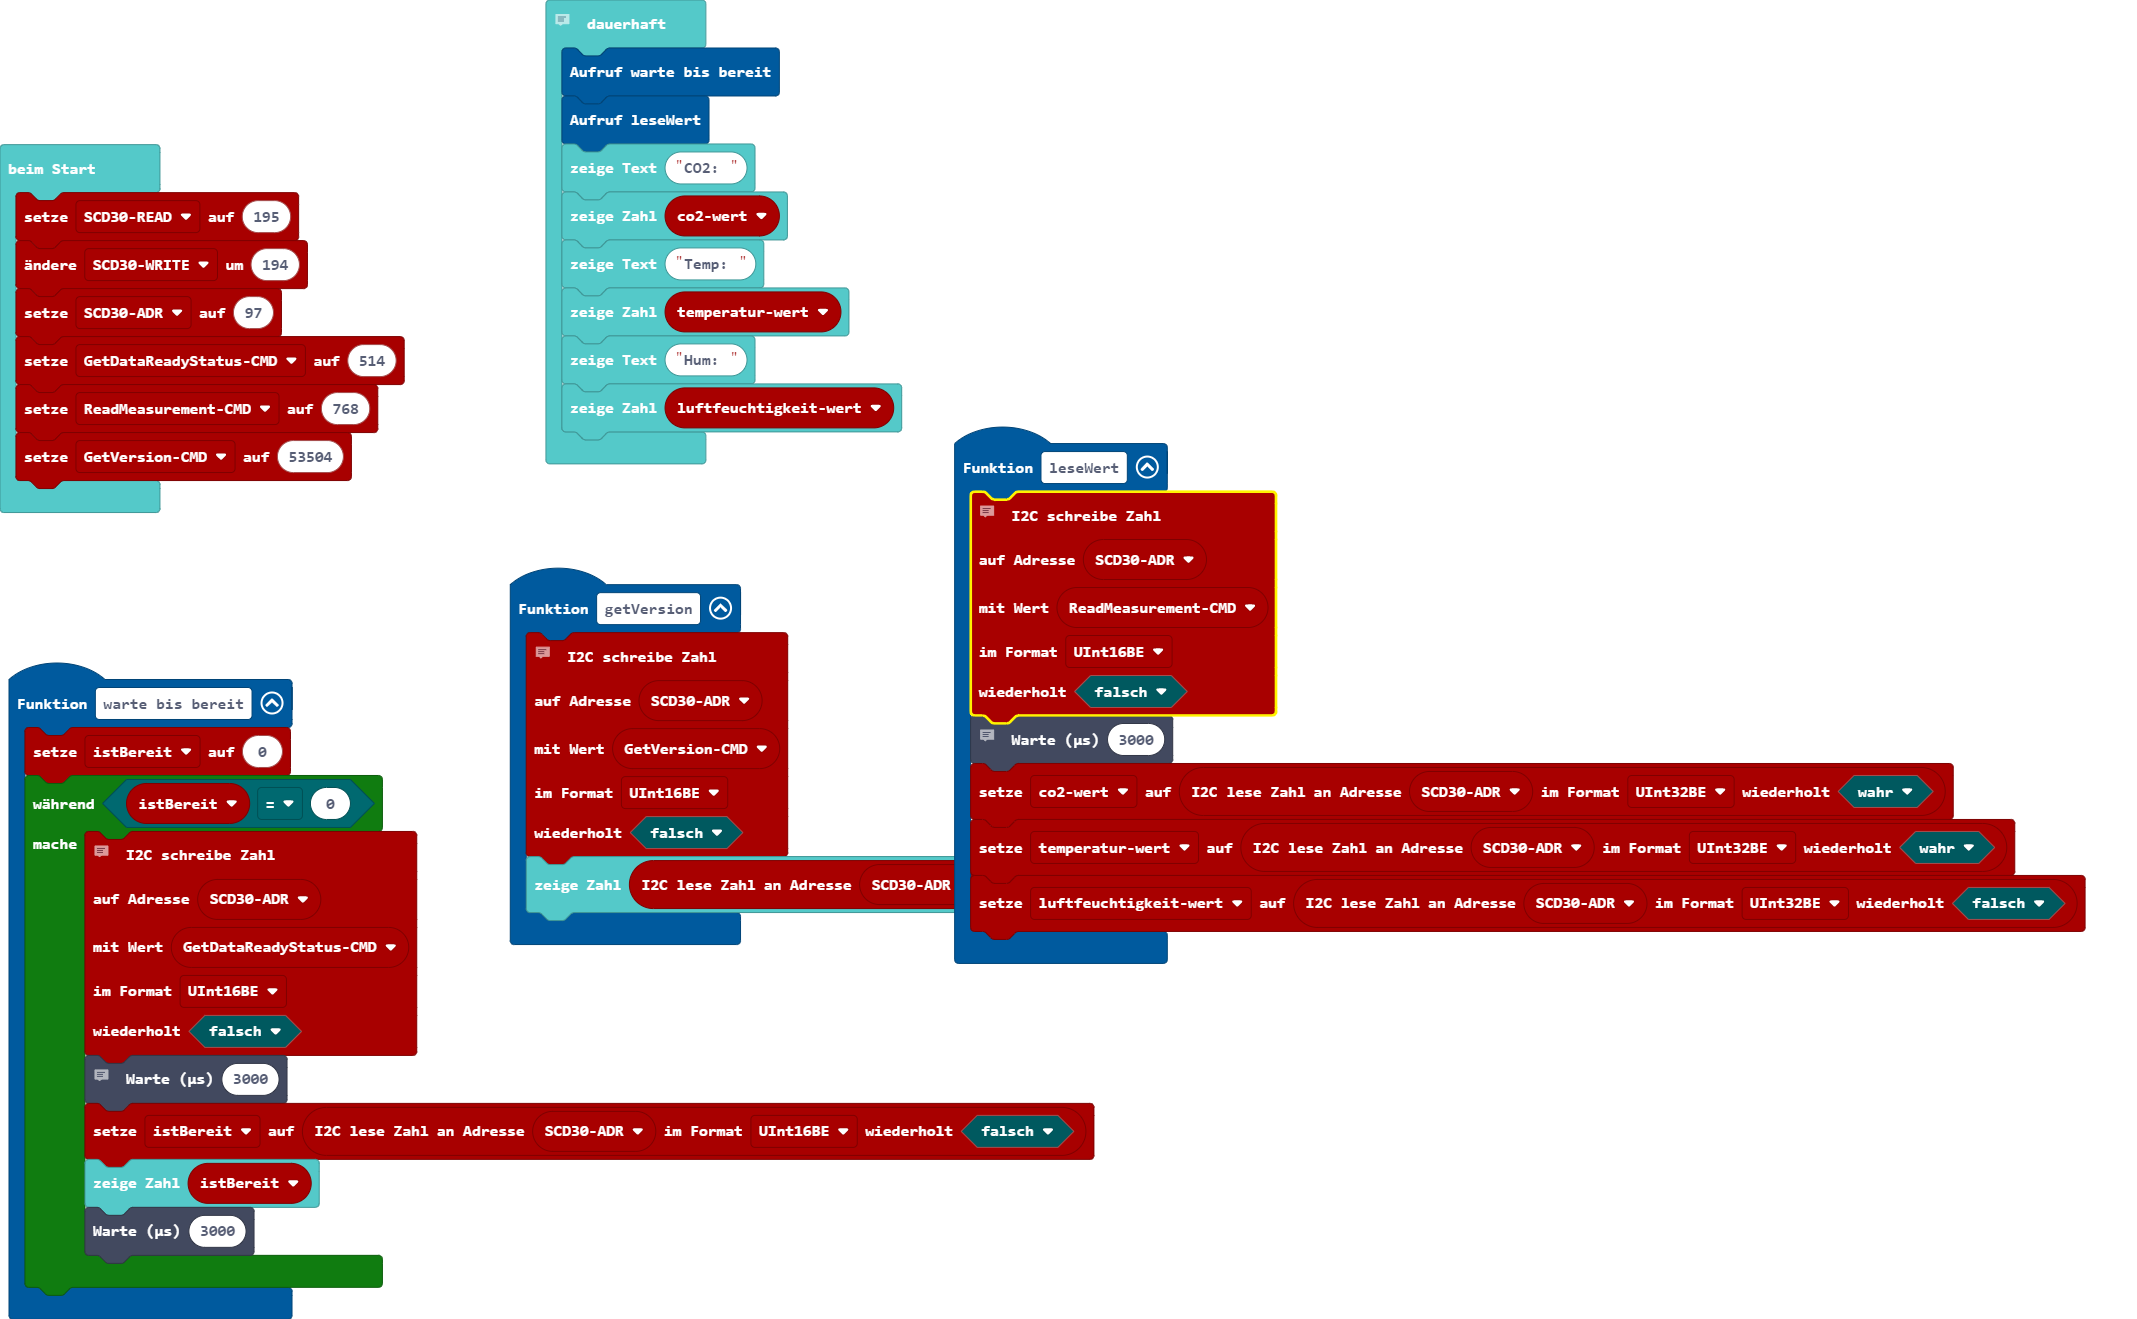 beim Start
setze SCD30-READ auf 195
ändere SCD30-WRITE um 194
setze SCD30-ADR auf 97
setze GetDataReadyStatus-CMD auf 514
setze ReadMeasurement-CMD auf 768
setze GetVersion-CMD auf 53504
dauerhaft
Aufruf warte bis bereit
Aufruf leseWert
zeige Text "CO2: "
zeige Zahl co2-wert
zeige Text "Temp: "
zeige Zahl temperatur-wert
zeige Text "Hum: "
zeige Zahl luftfeuchtigkeit-wert
Funktion warte bis bereit
setze istBereit auf 0
während istBereit = 0
mache
I2C schreibe Zahl
auf Adresse SCD30-ADR
mit Wert GetDataReadyStatus-CMD
im Format UInt16BE
wiederholt falsch
Warte (µs) 3000
setze istBereit auf I2C lese Zahl an Adresse SCD30-ADR im Format UInt16BE wiederholt falsch
zeige Zahl istBereit
Warte (µs) 3000
Funktion getVersion
I2C schreibe Zahl
auf Adresse SCD30-ADR
mit Wert GetVersion-CMD
im Format UInt16BE
wiederholt falsch
zeige Zahl I2C lese Zahl an Adresse SCD30-ADR
Funktion leseWert
I2C schreibe Zahl
auf Adresse SCD30-ADR
mit Wert ReadMeasurement-CMD
im Format UInt16BE
wiederholt falsch
Warte (µs) 3000
setze co2-wert auf I2C lese Zahl an Adresse SCD30-ADR im Format UInt32BE wiederholt wahr
setze temperatur-wert auf I2C lese Zahl an Adresse SCD30-ADR im Format UInt32BE wiederholt wahr
setze luftfeuchtigkeit-wert auf I2C lese Zahl an Adresse SCD30-ADR im Format UInt32BE wiederholt falsch